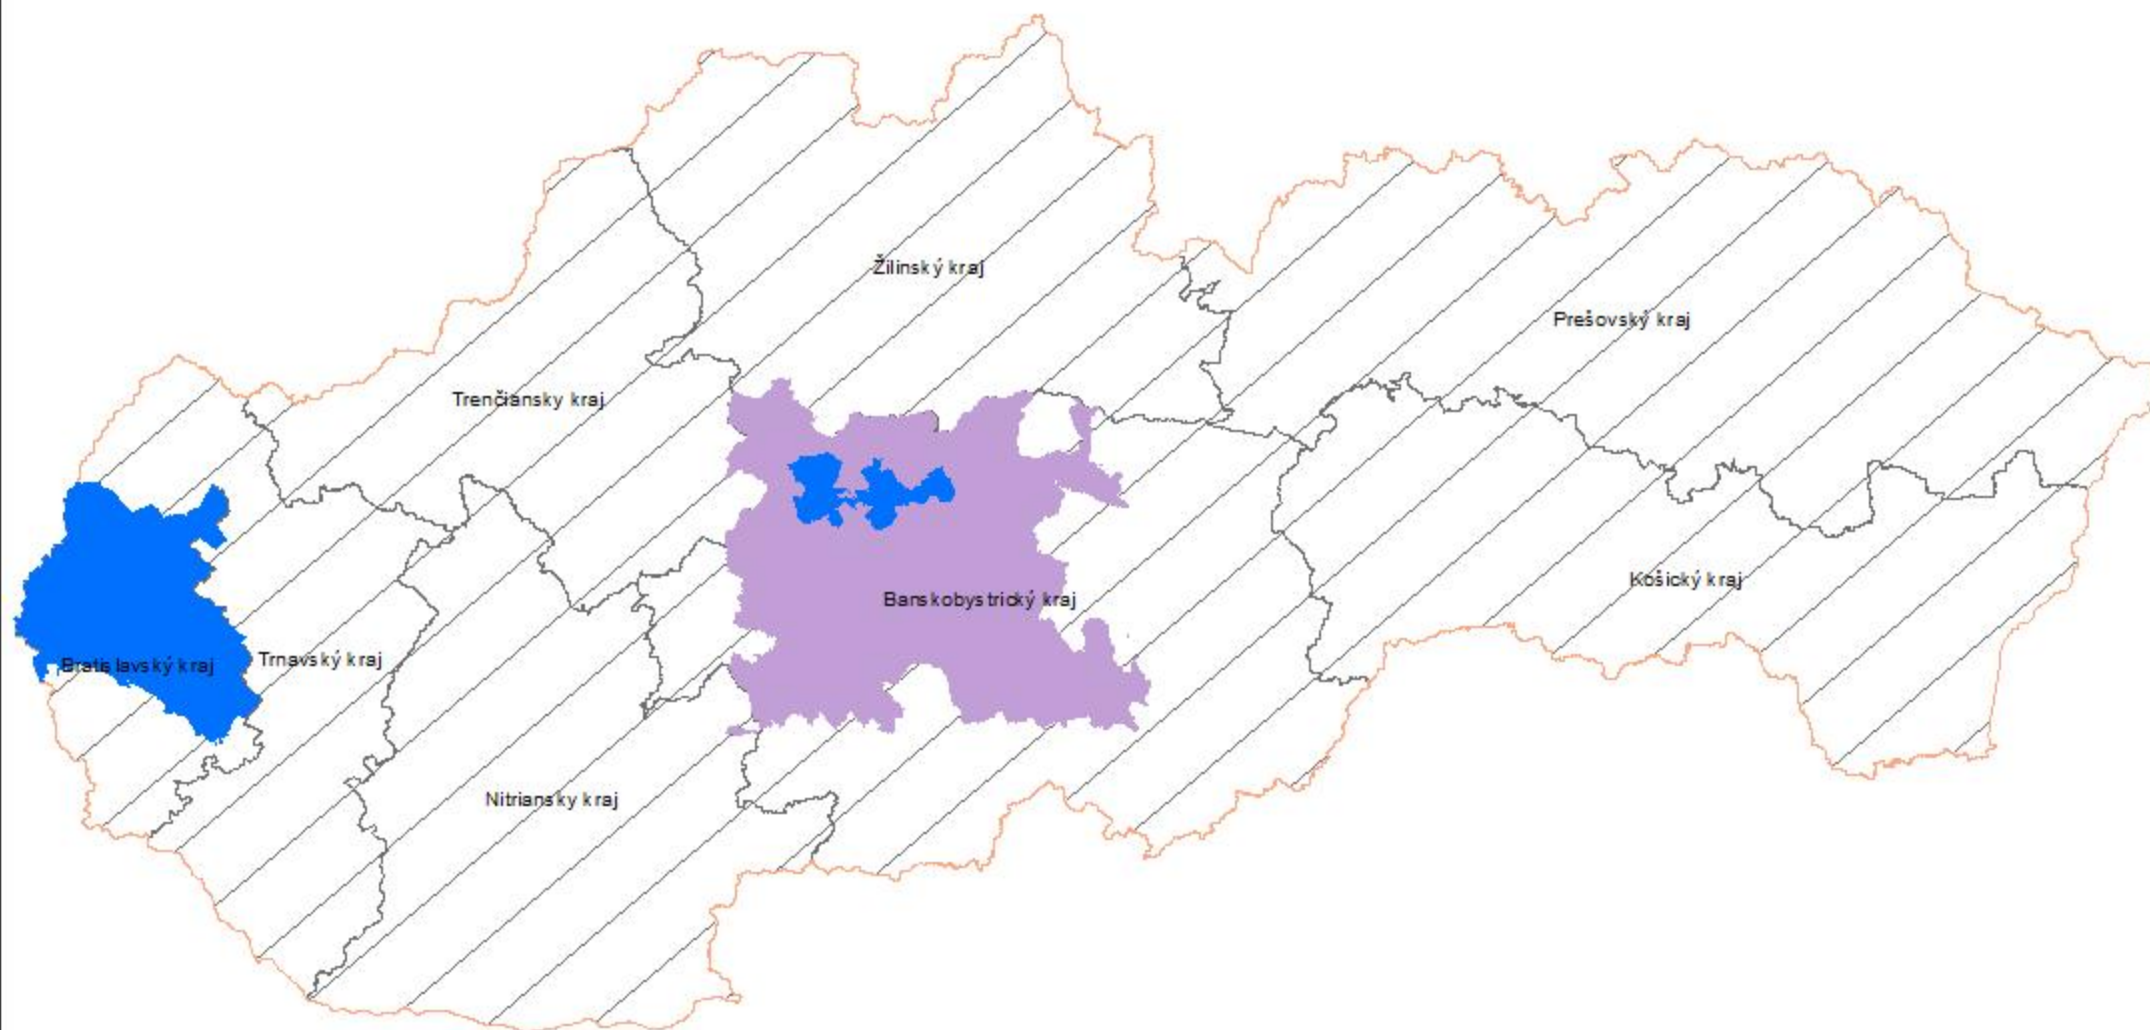 Žilinský kraj
Prešovský kraj
Trenčiansky kraj
Košický kraj
Banskobystrický kraj
Bratislavský kraj
Trnavský kraj
Nitriansky kraj